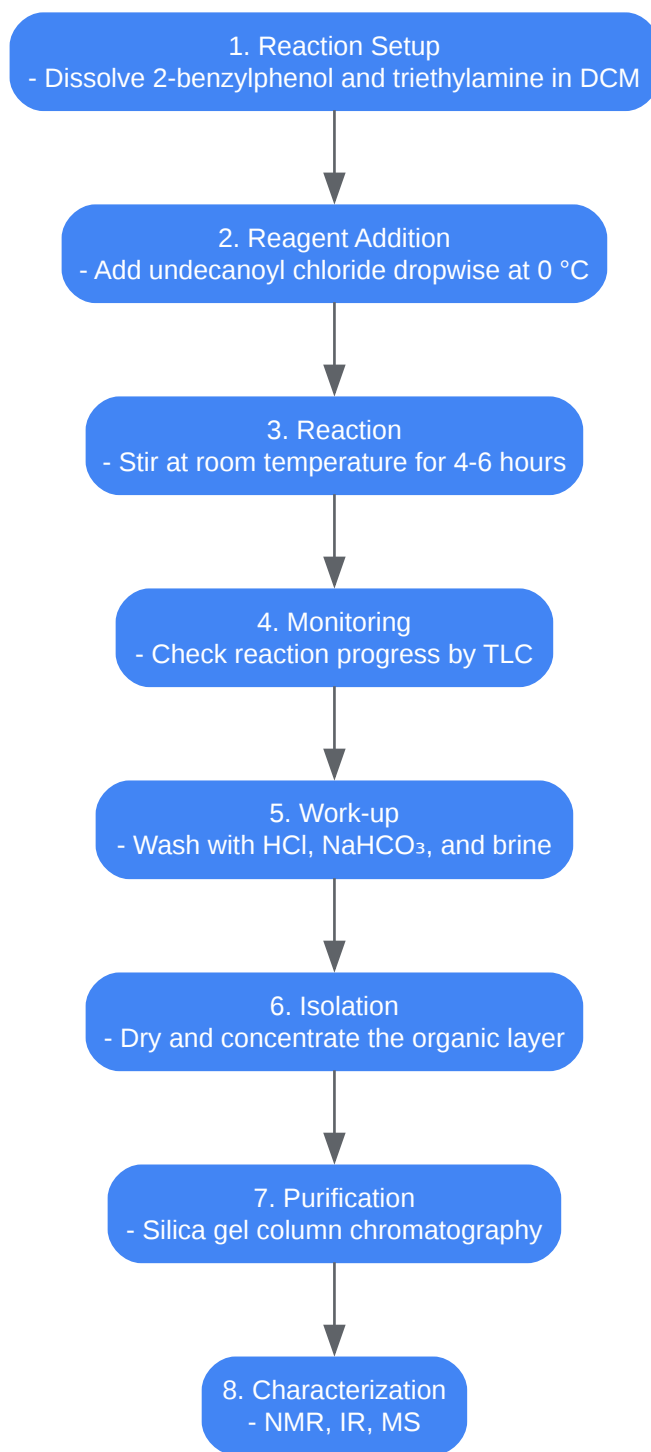 1. Reaction Setup
- Dissolve 2-benzylphenol and triethylamine in DCM
2. Reagent Addition
- Add undecanoyl chloride dropwise at 0 °C
3. Reaction
- Stir at room temperature for 4-6 hours
4. Monitoring
- Check reaction progress by TLC
5. Work-up
- Wash with HCl, NaHCO₃, and brine
6. Isolation
- Dry and concentrate the organic layer
7. Purification
- Silica gel column chromatography
8. Characterization
- NMR, IR, MS